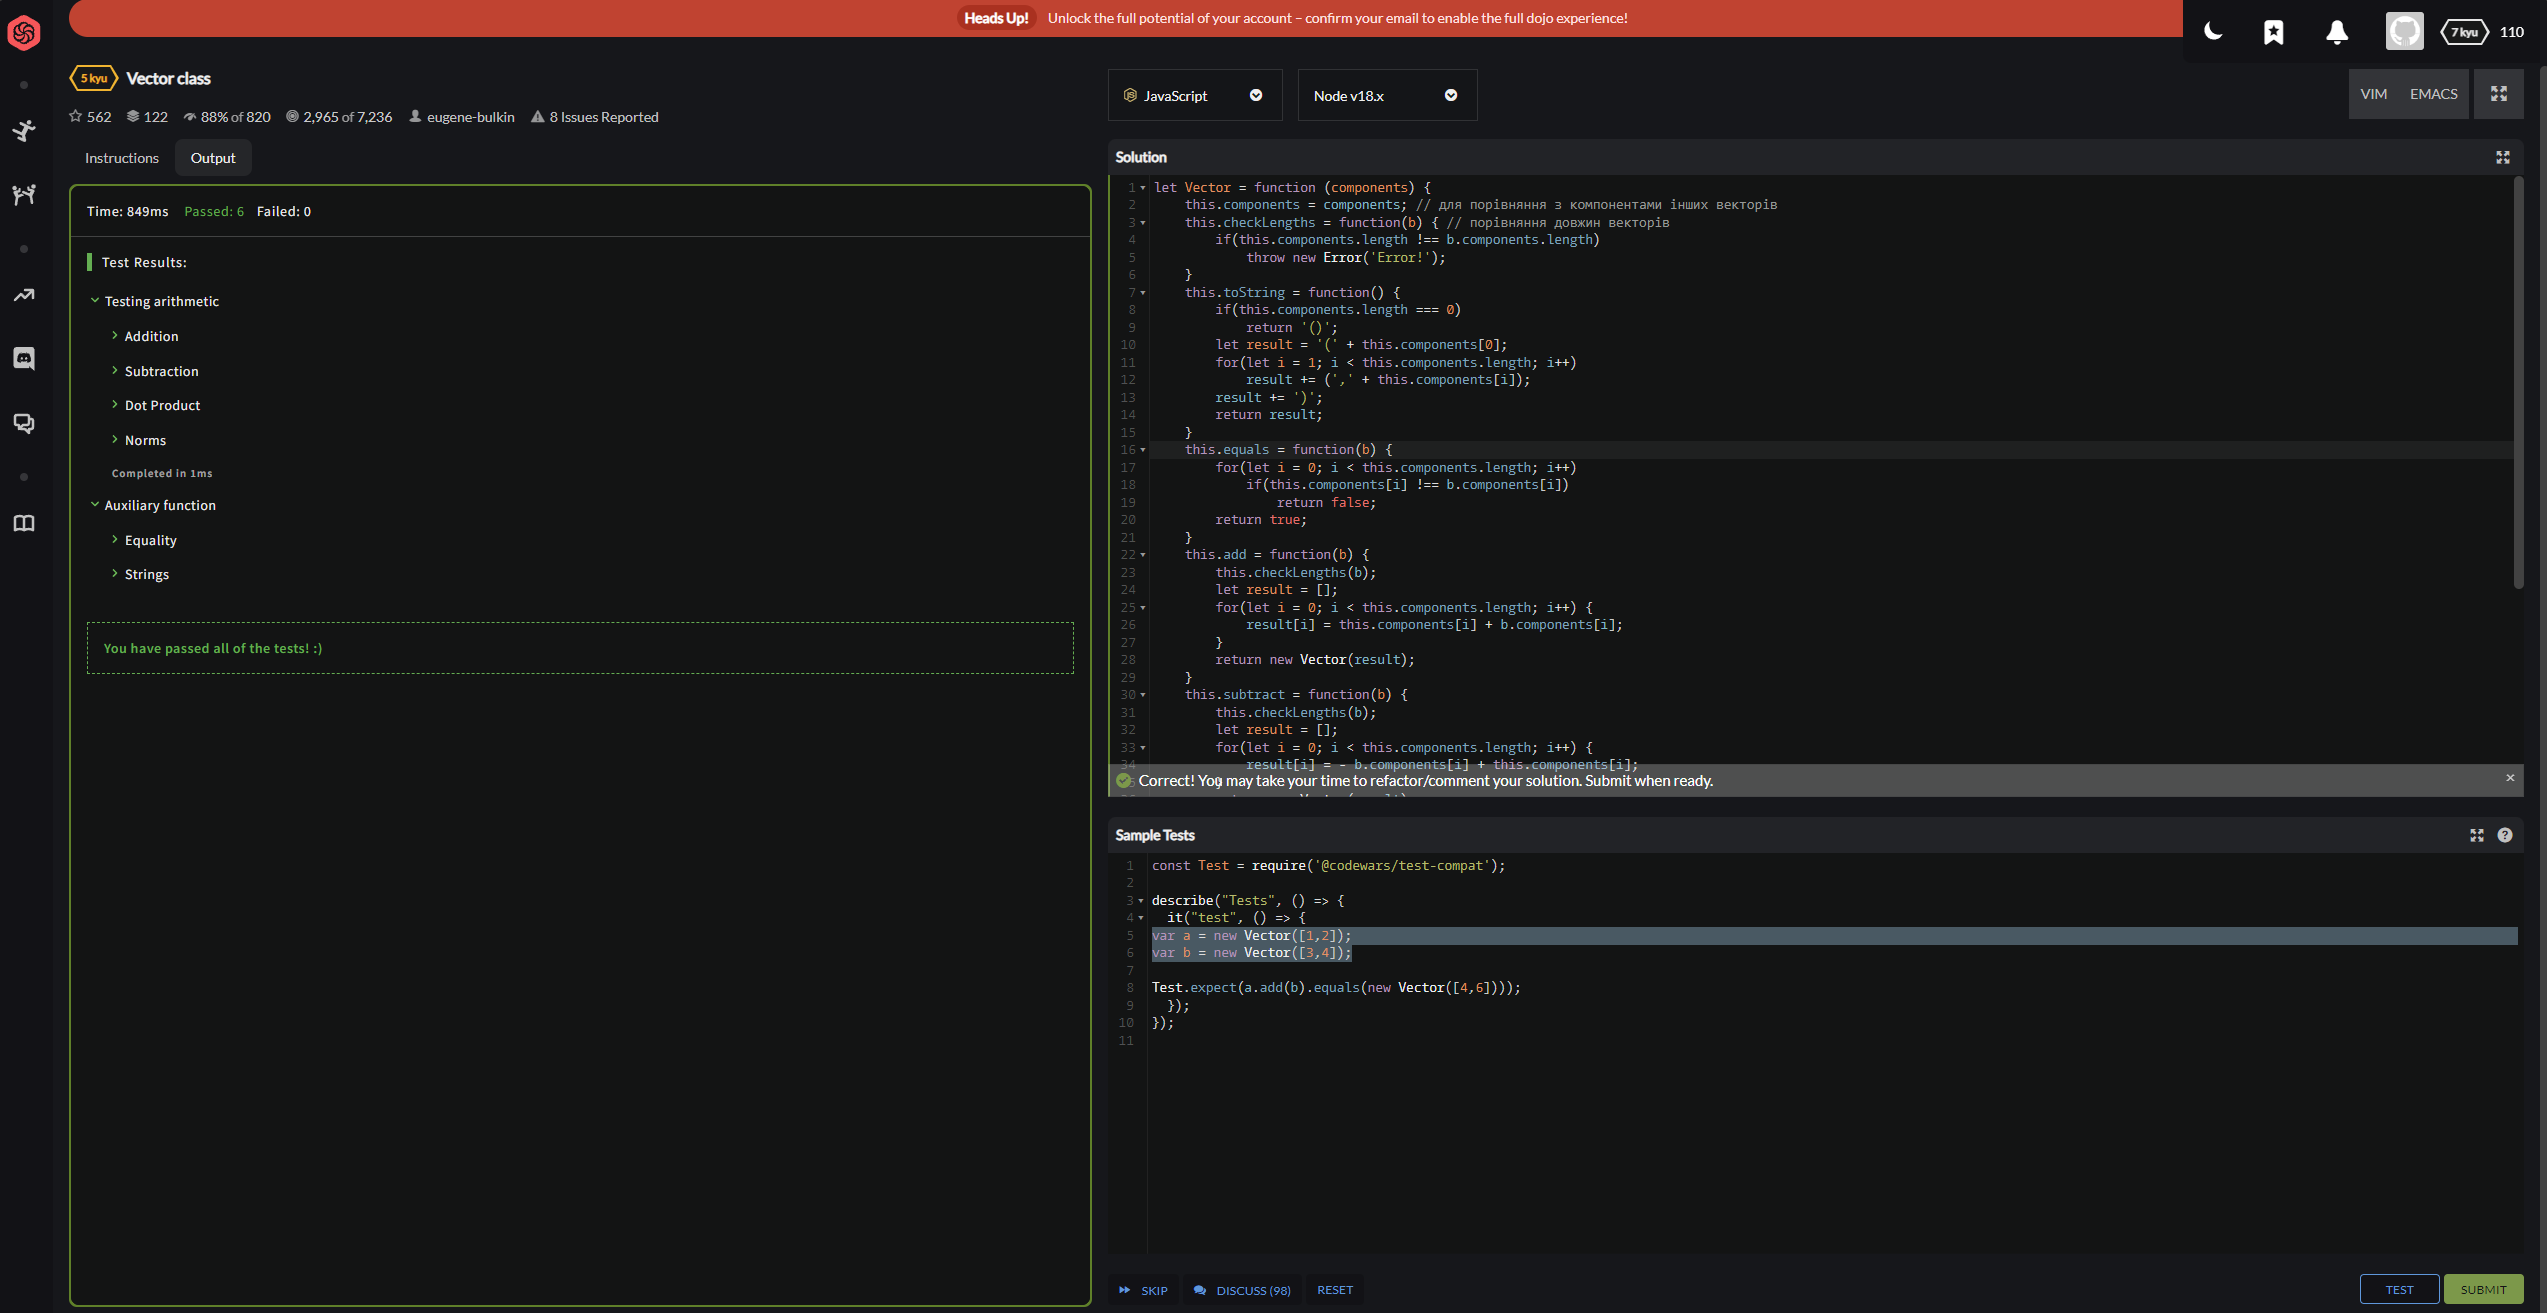 Heads Up! Unlock the full potential of your account – confirm your email to enable the full dojo experience!
7 kyu 110
5 kyu Vector class
562 122 88% of 820 2,965 of 7,236 eugene-bulkin 8 Issues Reported
Instructions Output
Time: 849ms Passed: 6 Failed: 0
Test Results:
Testing arithmetic
Addition
Subtraction
Dot Product
Norms
Completed in 1ms
Auxiliary function
Equality
Strings
You have passed all of the tests! :)
JavaScript Node v18.x VIM EMACS
Solution
1 let Vector = function (components) {
2 this.components = components; // для порівняння з компонентами інших векторів
3 this.checkLengths = function(b) { // порівняння довжин векторів
4 if(this.components.length !== b.components.length)
5 throw new Error('Error!');
6 }
7 this.toString = function() {
8 if(this.components.length === 0)
9 return '()';
10 let result = '(' + this.components[0];
11 for(let i = 1; i < this.components.length; i++)
12 result += (',' + this.components[i]);
13 result += ')';
14 return result;
15 }
16 this.equals = function(b) {
17 for(let i = 0; i < this.components.length; i++)
18 if(this.components[i] !== b.components[i])
19 return false;
20 return true;
21 }
22 this.add = function(b) {
23 this.checkLengths(b);
24 let result = [];
25 for(let i = 0; i < this.components.length; i++) {
26 result[i] = this.components[i] + b.components[i];
27 }
28 return new Vector(result);
29 }
30 this.subtract = function(b) {
31 this.checkLengths(b);
32 let result = [];
33 for(let i = 0; i < this.components.length; i++) {
34 result[i] = - b.components[i] + this.components[i];
Correct! You may take your time to refactor/comment your solution. Submit when ready.
Sample Tests
1 const Test = require('@codewars/test-compat');
2
3 describe("Tests", () => {
4 it("test", () => {
5 var a = new Vector([1,2]);
6 var b = new Vector([3,4]);
7
8 Test.expect(a.add(b).equals(new Vector([4,6])));
9 });
10 });
11
SKIP DISCUSS (98) RESET TEST SUBMIT